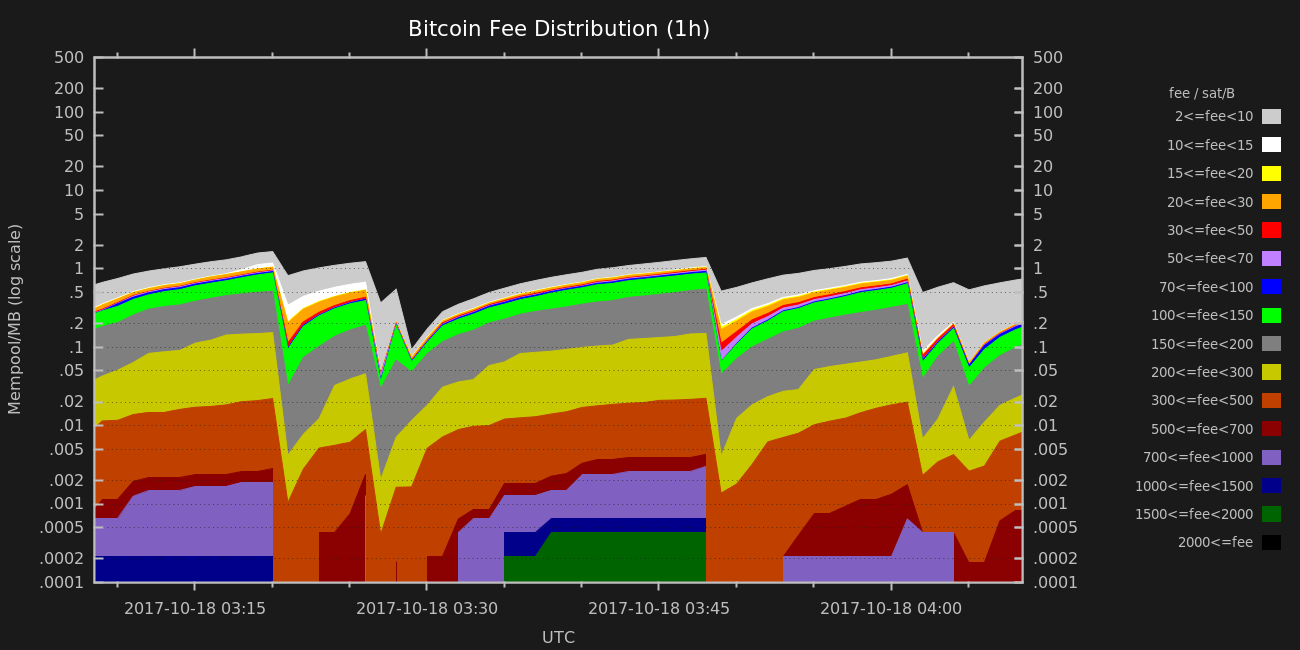 Bitcoin Fee Distribution (1h)
500 500
200 200
100 100
50 50
20 20
10 10
5 5
2 2
1 1
.5 .5
.2 .2
.1 .1
.05 .05
.02 .02
.01 .01
.005 .005
.002 .002
.001 .001
.0005 .0005
.0002 .0002
.0001 .0001
Mempool/MB (log scale)
2017-10-18 03:15 2017-10-18 03:30 2017-10-18 03:45 2017-10-18 04:00
UTC
fee / sat/B
2<=fee<10
10<=fee<15
15<=fee<20
20<=fee<30
30<=fee<50
50<=fee<70
70<=fee<100
100<=fee<150
150<=fee<200
200<=fee<300
300<=fee<500
500<=fee<700
700<=fee<1000
1000<=fee<1500
1500<=fee<2000
2000<=fee